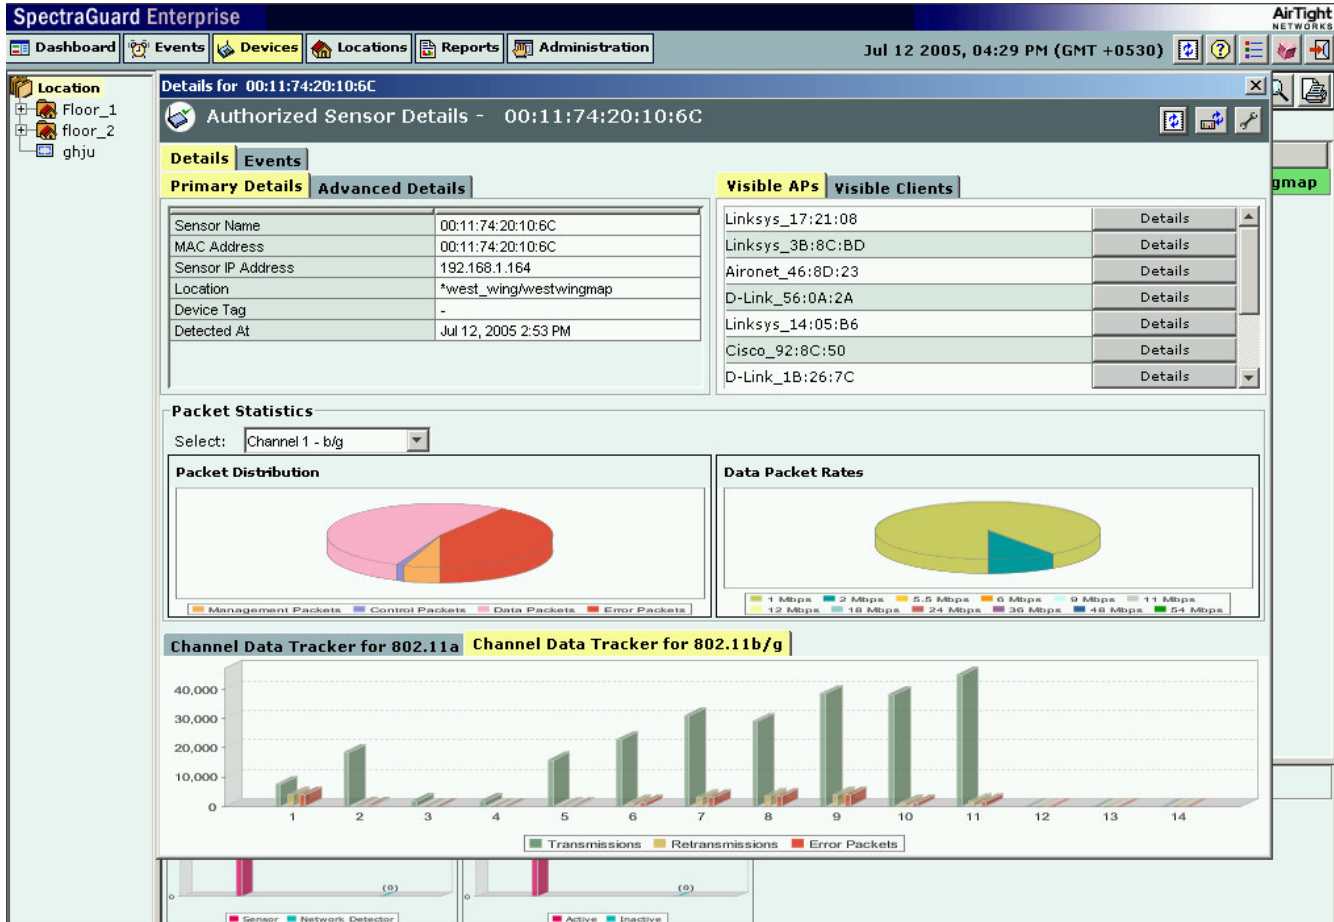 SpectraGuard Enterprise
AirTight
NETWORKS
Dashboard Events Devices Locations Reports Administration
Jul 12 2005, 04:29 PM (GMT +0530)
Location
Floor_1
floor_2
ghju
Details for 00:11:74:20:10:6C
Authorized Sensor Details - 00:11:74:20:10:6C
Details Events
Primary Details Advanced Details
Sensor Name 00:11:74:20:10:6C
MAC Address 00:11:74:20:10:6C
Sensor IP Address 192.168.1.164
Location *west_wing/westwingmap
Device Tag -
Detected At Jul 12, 2005 2:53 PM
Visible APs Visible Clients
Linksys_17:21:08 Details
Linksys_3B:8C:BD Details
Aironet_46:8D:23 Details
D-Link_56:0A:2A Details
Linksys_14:05:B6 Details
Cisco_92:8C:50 Details
D-Link_1B:26:7C Details
gmap
Packet Statistics
Select: Channel 1 - b/g
Packet Distribution
Management Packets Control Packets Data Packets Error Packets
Data Packet Rates
1 Mbps 2 Mbps 5.5 Mbps 6 Mbps 9 Mbps 11 Mbps
12 Mbps 18 Mbps 24 Mbps 36 Mbps 48 Mbps 54 Mbps
Channel Data Tracker for 802.11a Channel Data Tracker for 802.11b/g
40,000
30,000
20,000
10,000
0
1 2 3 4 5 6 7 8 9 10 11 12 13 14
Transmissions Retransmissions Error Packets
0 (0)
0 (0)
Sensor Network Detector
Active Inactive